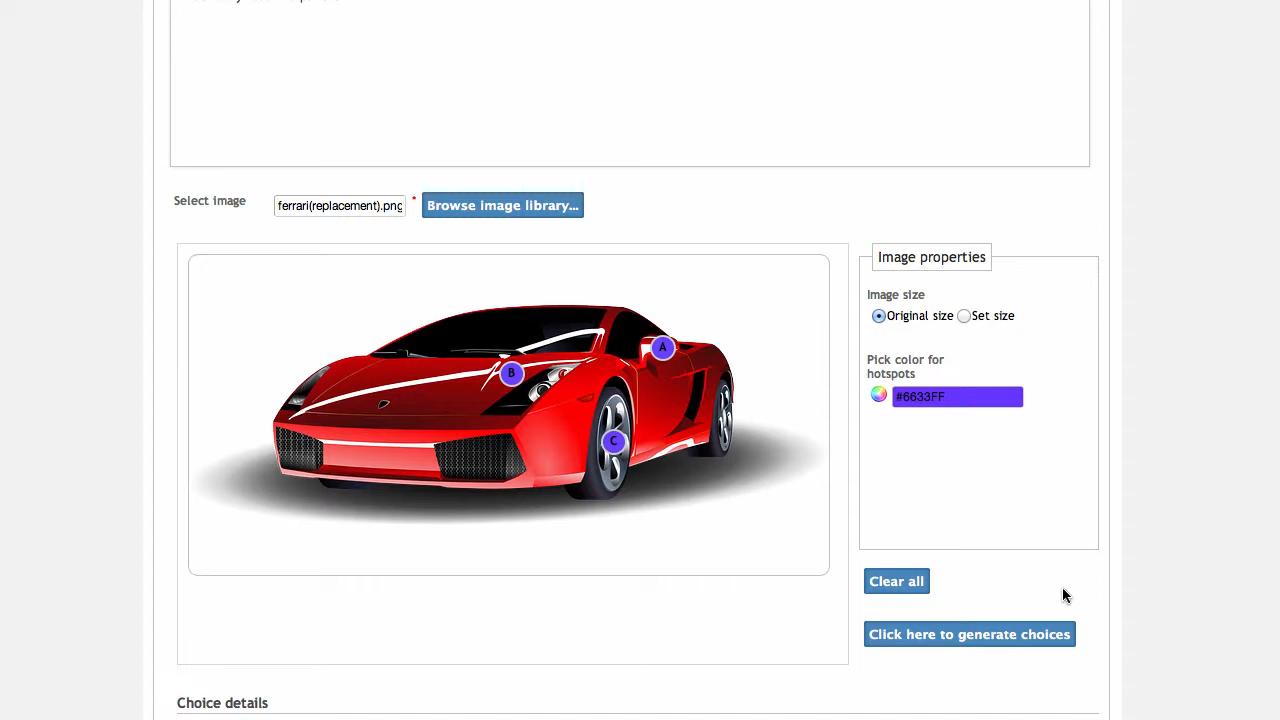 Select image
ferrari(replacement).png
*
Browse image library...
Image properties
Image size
Original size
Set size
A
B
Pick color for
hotspots
#6633FF
C
Clear all
Click here to generate choices
Choice details